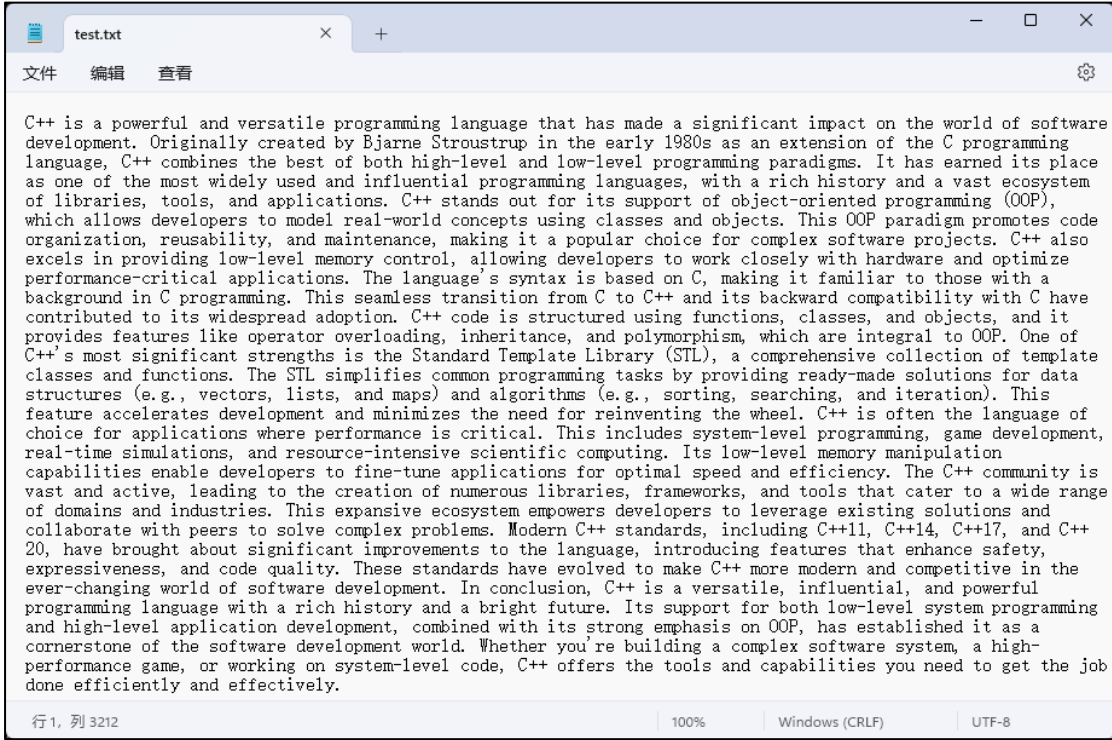 test.txt
文件 编辑 查看
C++ is a powerful and versatile programming language that has made a significant impact on the world of software
development. Originally created by Bjarne Stroustrup in the early 1980s as an extension of the C programming
language, C++ combines the best of both high-level and low-level programming paradigms. It has earned its place
as one of the most widely used and influential programming languages, with a rich history and a vast ecosystem
of libraries, tools, and applications. C++ stands out for its support of object-oriented programming (OOP),
which allows developers to model real-world concepts using classes and objects. This OOP paradigm promotes code
organization, reusability, and maintenance, making it a popular choice for complex software projects. C++ also
excels in providing low-level memory control, allowing developers to work closely with hardware and optimize
performance-critical applications. The language's syntax is based on C, making it familiar to those with a
background in C programming. This seamless transition from C to C++ and its backward compatibility with C have
contributed to its widespread adoption. C++ code is structured using functions, classes, and objects, and it
provides features like operator overloading, inheritance, and polymorphism, which are integral to OOP. One of
C++'s most significant strengths is the Standard Template Library (STL), a comprehensive collection of template
classes and functions. The STL simplifies common programming tasks by providing ready-made solutions for data
structures (e.g., vectors, lists, and maps) and algorithms (e.g., sorting, searching, and iteration). This
feature accelerates development and minimizes the need for reinventing the wheel. C++ is often the language of
choice for applications where performance is critical. This includes system-level programming, game development,
real-time simulations, and resource-intensive scientific computing. Its low-level memory manipulation
capabilities enable developers to fine-tune applications for optimal speed and efficiency. The C++ community is
vast and active, leading to the creation of numerous libraries, frameworks, and tools that cater to a wide range
of domains and industries. This expansive ecosystem empowers developers to leverage existing solutions and
collaborate with peers to solve complex problems. Modern C++ standards, including C++11, C++14, C++17, and C++
20, have brought about significant improvements to the language, introducing features that enhance safety,
expressiveness, and code quality. These standards have evolved to make C++ more modern and competitive in the
ever-changing world of software development. In conclusion, C++ is a versatile, influential, and powerful
programming language with a rich history and a bright future. Its support for both low-level system programming
and high-level application development, combined with its strong emphasis on OOP, has established it as a
cornerstone of the software development world. Whether you're building a complex software system, a high-
performance game, or working on system-level code, C++ offers the tools and capabilities you need to get the job
done efficiently and effectively.
行 1, 列 3212 100% Windows (CRLF) UTF-8